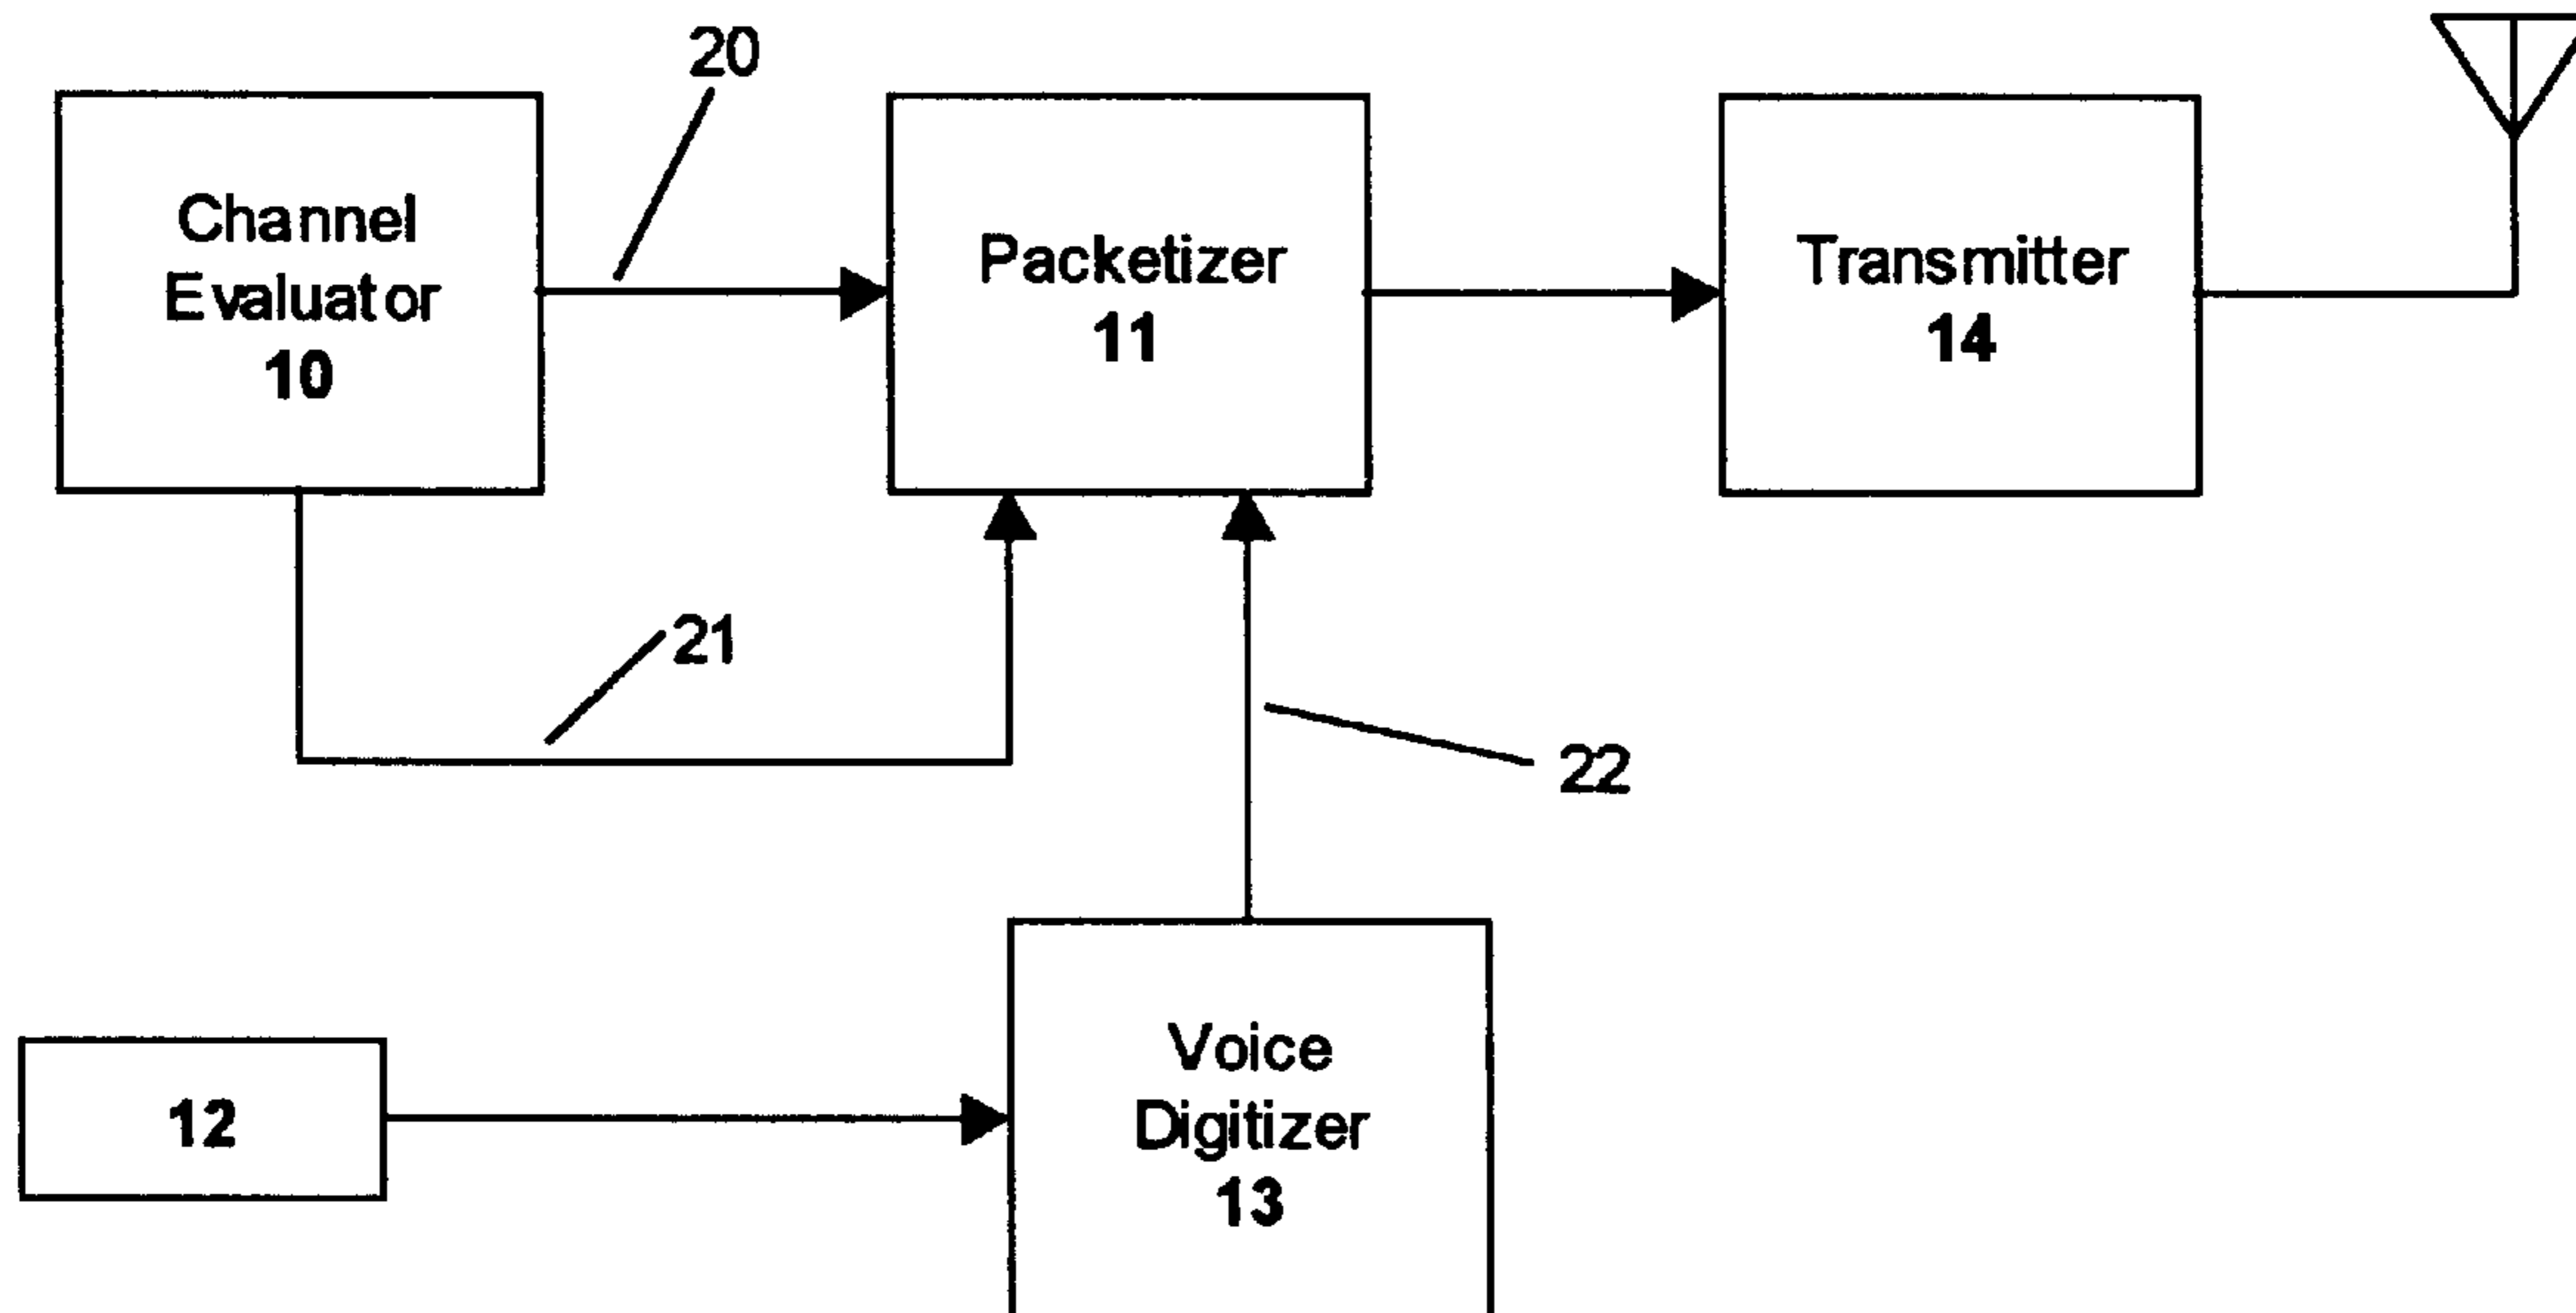 20
Channel
Evaluator
10
Packetizer
11
Transmitter
14
21
22
12
Voice
Digitizer
13